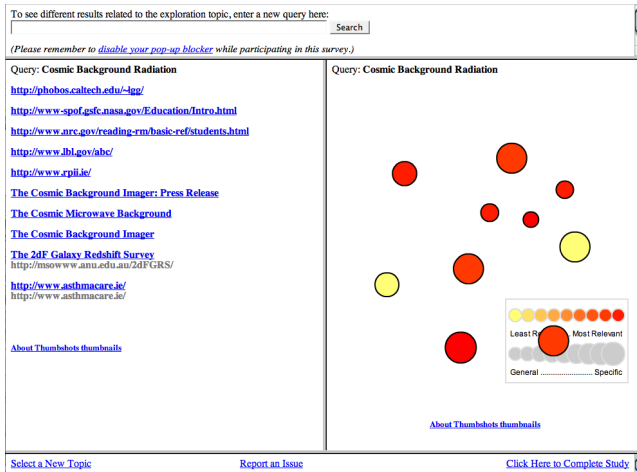 To see different results related to the exploration topic, enter a new query here:
Search
(Please remember to disable your pop-up blocker while participating in this survey.)
Query: Cosmic Background Radiation
http://phobos.caltech.edu/~lgg/
http://www-spof.gsfc.nasa.gov/Education/Intro.html
http://www.nrc.gov/reading-rm/basic-ref/students.html
http://www.lbl.gov/abc/
http://www.rpii.ie/
The Cosmic Background Imager: Press Release
The Cosmic Microwave Background
The Cosmic Background Imager
The 2dF Galaxy Redshift Survey
http://msowww.anu.edu.au/2dFGRS/
http://www.asthmacare.ie/
http://www.asthmacare.ie/
About Thumbshots thumbnails
Query: Cosmic Background Radiation
Least Re Most Relevant
General ........................ Specific
About Thumbshots thumbnails
Select a New Topic
Report an Issue
Click Here to Complete Study